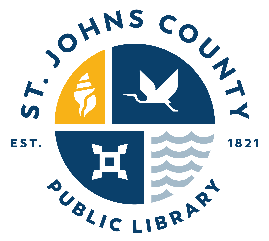 ST. JOHNS COUNTY
EST. 1821
PUBLIC LIBRARY